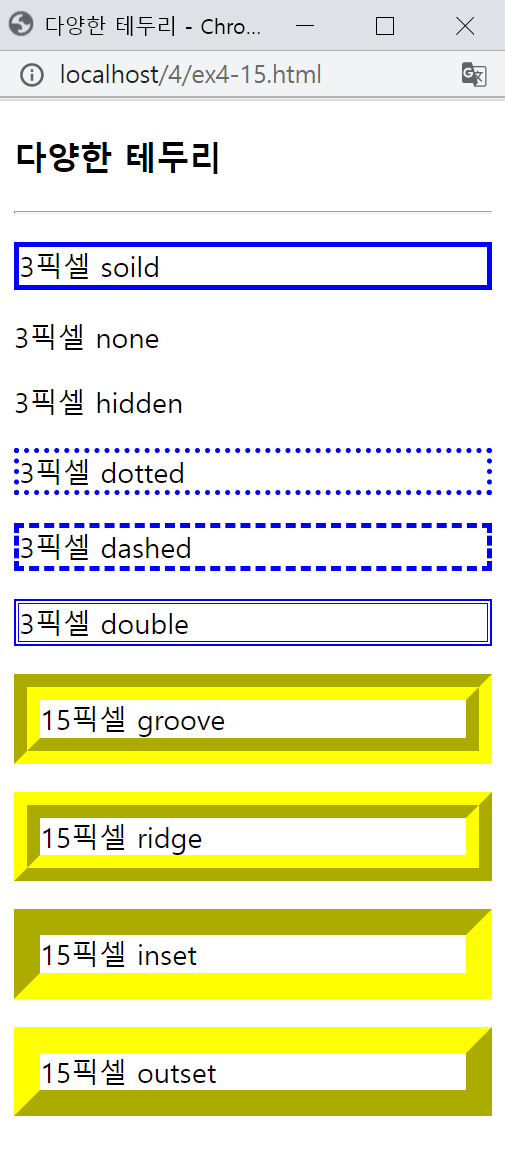 다양한 테두리 - Chro...
localhost/4/ex4-15.html
다양한 테두리
3픽셀 soild
3픽셀 none
3픽셀 hidden
3픽셀 dotted
3픽셀 dashed
3픽셀 double
15픽셀 groove
15픽셀 ridge
15픽셀 inset
15픽셀 outset